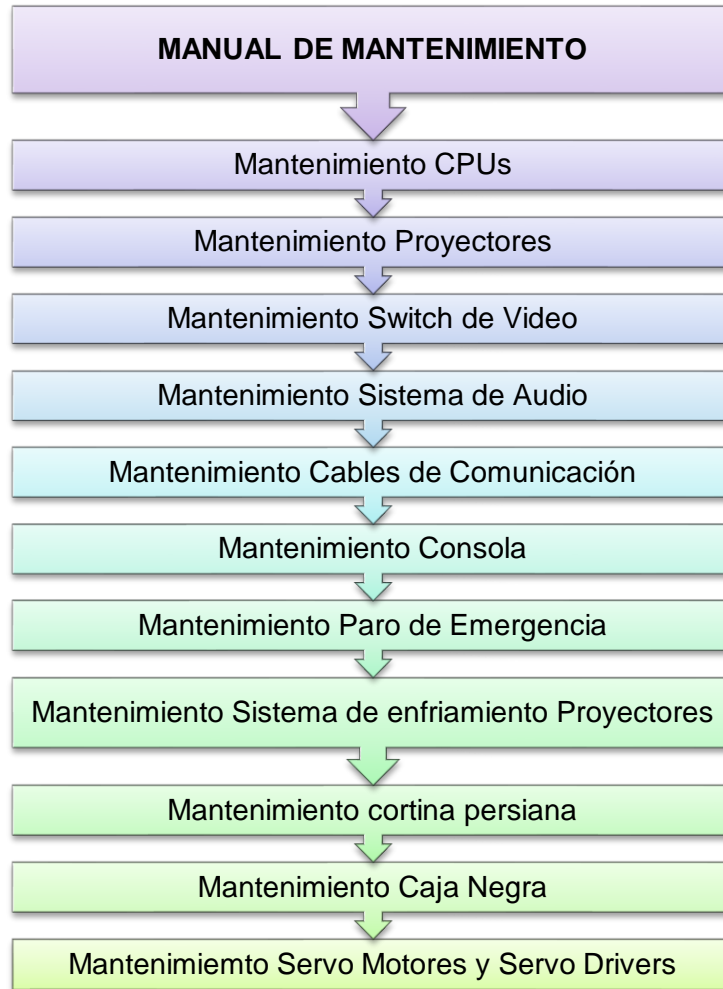 MANUAL DE MANTENIMIENTO
Mantenimiento CPUs
Mantenimiento Proyectores
Mantenimiento Switch de Video
Mantenimiento Sistema de Audio
Mantenimiento Cables de Comunicación
Mantenimiento Consola
Mantenimiento Paro de Emergencia
Mantenimiento Sistema de enfriamiento Proyectores
Mantenimiento cortina persiana
Mantenimiento Caja Negra
Mantenimiemto Servo Motores y Servo Drivers